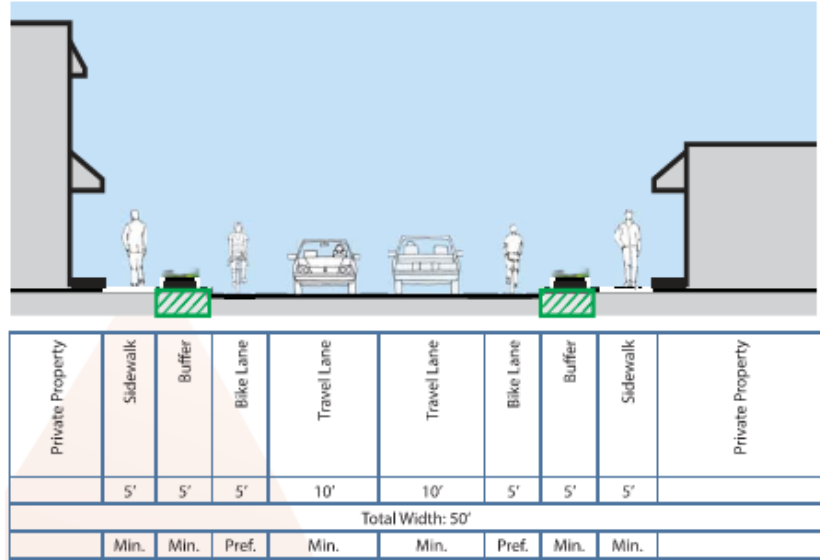 Private Property Sidewalk Buffer Bike Lane Travel Lane Travel Lane Bike Lane Buffer Sidewalk Private Property
5' 5' 5' 10' 10' 5' 5' 5'
Total Width: 50'
Min. Min. Pref. Min. Min. Pref. Min. Min.